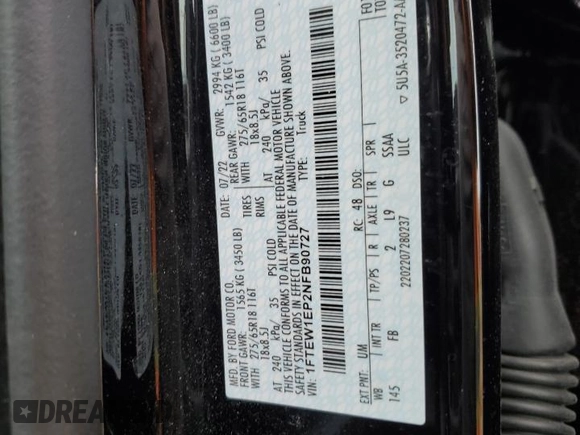 MFD. BY FORD MOTOR CO.
DATE: 07/22 GVWR: 2994 KG ( 6600 LB)
FRONT GAWR: 1565 KG ( 3450 LB) REAR GAWR: 1542 KG ( 3400 LB)
WITH 275/65R18 116T TIRES WITH 275/65R18 116T
18x8.5J RIMS 18x8.5J
AT 240 kPa/ 35 PSI COLD AT 240 kPa/ 35 PSI COLD
THIS VEHICLE CONFORMS TO ALL APPLICABLE FEDERAL MOTOR VEHICLE
SAFETY STANDARDS IN EFFECT ON THE DATE OF MANUFACTURE SHOWN ABOVE.
VIN: 1FTEW1EP2NFB90727 TYPE: Truck
EXT PNT: UM RC: 48 DSO:
WB INT TR TP/PS R AXLE TR SPR
145 FB 2 L9 G SSAA
2202207280237 ULC
5U5A-3520472-A
DREAM